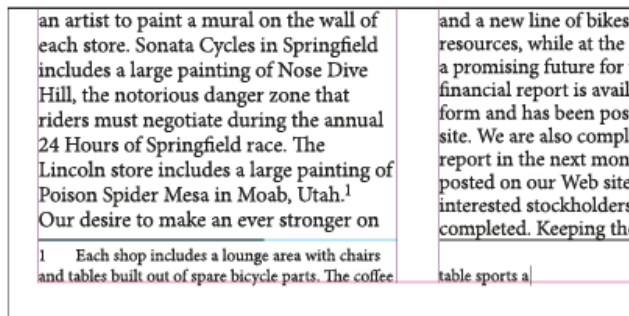 an artist to paint a mural on the wall of
each store. Sonata Cycles in Springfield
includes a large painting of Nose Dive
Hill, the notorious danger zone that
riders must negotiate during the annual
24 Hours of Springfield race. The
Lincoln store includes a large painting of
Poison Spider Mesa in Moab, Utah.¹
Our desire to make an ever stronger on
1 Each shop includes a lounge area with chairs
and tables built out of spare bicycle parts. The coffee
and a new line of bikes
resources, while at the
a promising future for
financial report is avail
form and has been pos
site. We are also compl
report in the next mon
posted on our Web site
interested stockholders
completed. Keeping th
table sports a